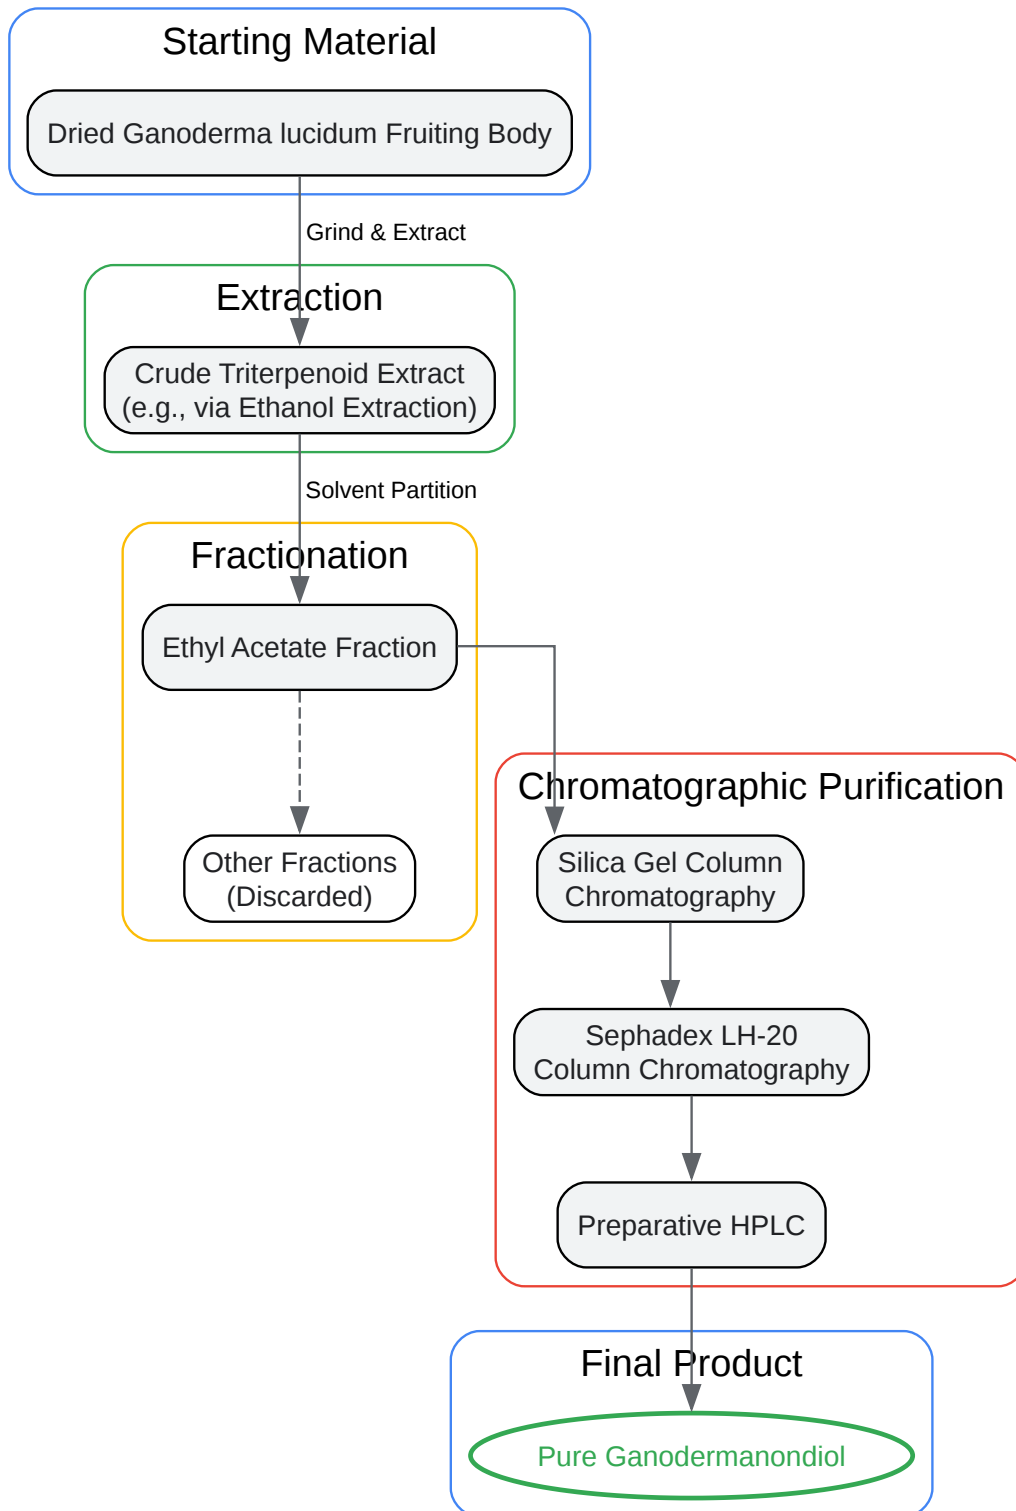 Starting Material
Dried Ganoderma lucidum Fruiting Body
Grind & Extract
Extraction
Crude Triterpenoid Extract
(e.g., via Ethanol Extraction)
Solvent Partition
Fractionation
Ethyl Acetate Fraction
Other Fractions
(Discarded)
Chromatographic Purification
Silica Gel Column
Chromatography
Sephadex LH-20
Column Chromatography
Preparative HPLC
Final Product
Pure Ganodermanondiol